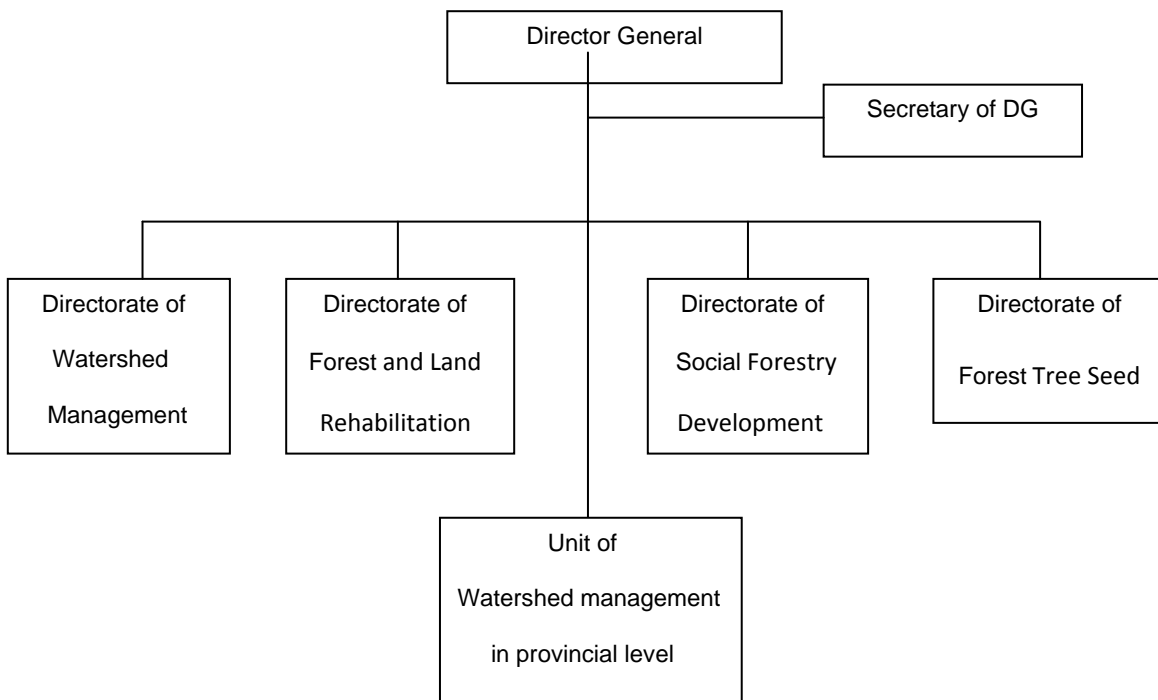 Director General
Secretary of DG
Directorate of
Watershed
Management
Directorate of
Forest and Land
Rehabilitation
Directorate of
Social Forestry
Development
Directorate of
Forest Tree Seed
Unit of
Watershed management
in provincial level